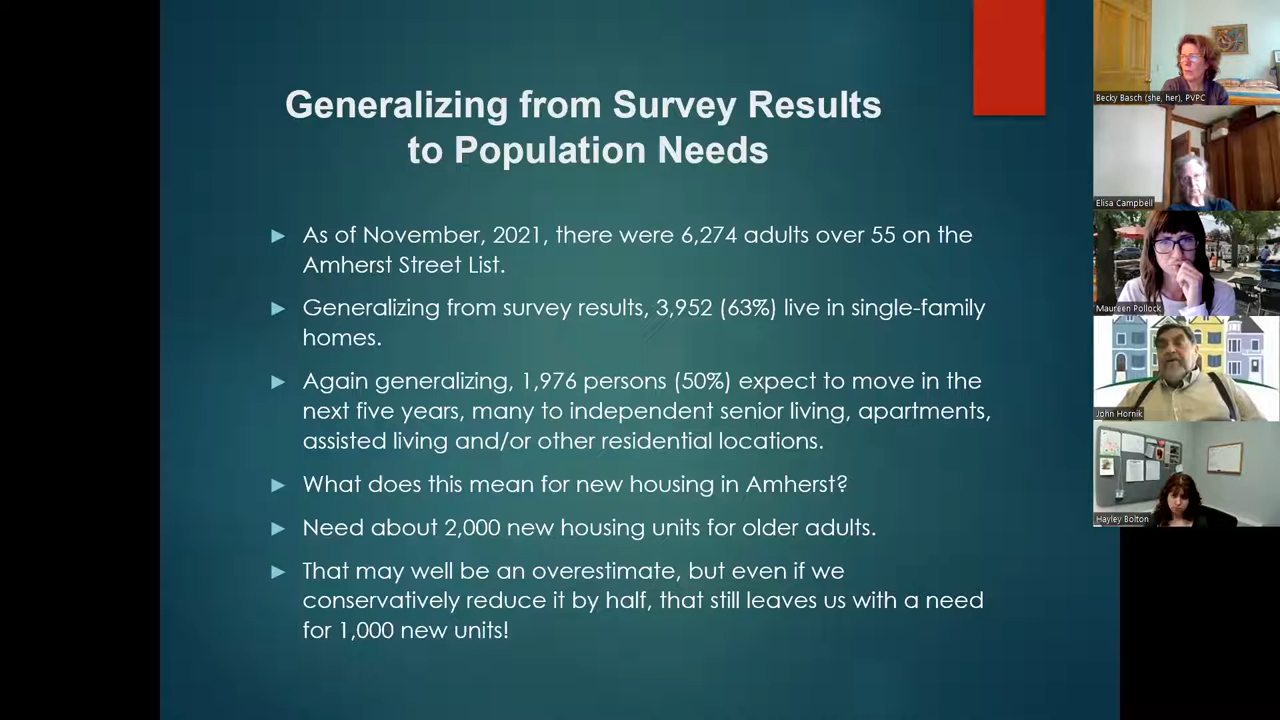 Generalizing from Survey Results
to Population Needs
As of November, 2021, there were 6,274 adults over 55 on the
Amherst Street List.
Generalizing from survey results, 3,952 (63%) live in single-family
homes.
Again generalizing, 1,976 persons (50%) expect to move in the
next five years, many to independent senior living, apartments,
assisted living and/or other residential locations.
What does this mean for new housing in Amherst?
Need about 2,000 new housing units for older adults.
That may well be an overestimate, but even if we
conservatively reduce it by half, that still leaves us with a need
for 1,000 new units!
Becky Basch (she, her), PVPC
Elisa Campbell
Maureen Pollock
John Hornik
Hayley Bolton